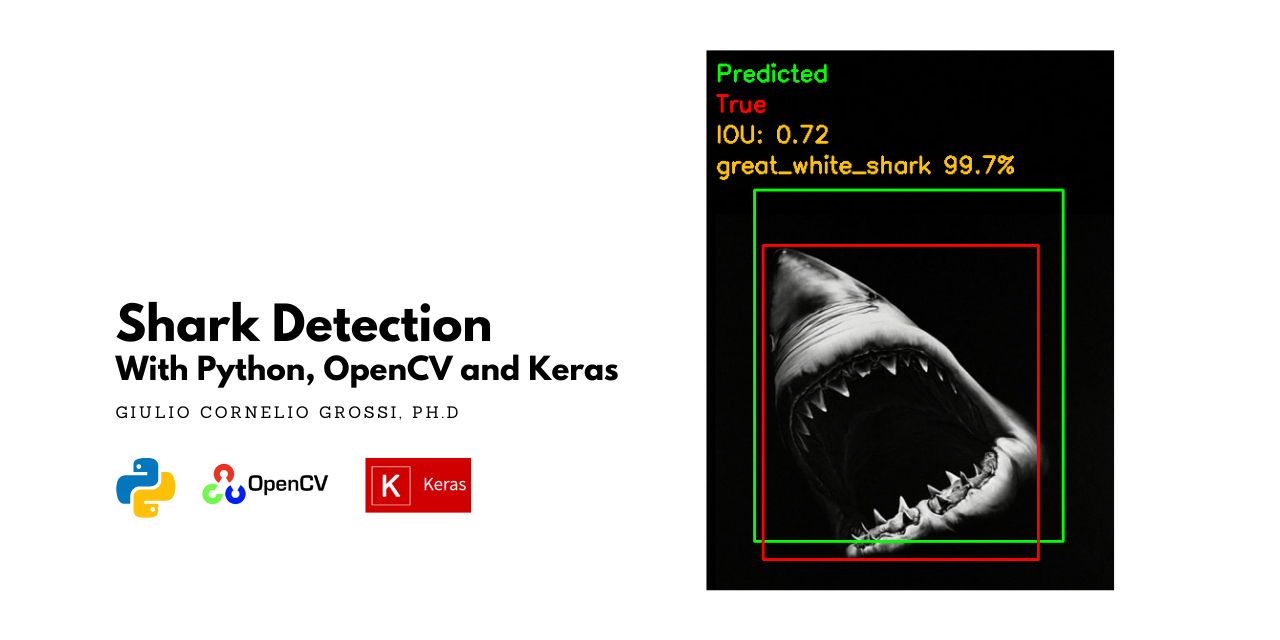 Shark Detection
With Python, OpenCV and Keras
GIULIO CORNELIO GROSSI, PH.D
OpenCV
K Keras
Predicted
True
IOU: 0.72
great_white_shark 99.7%